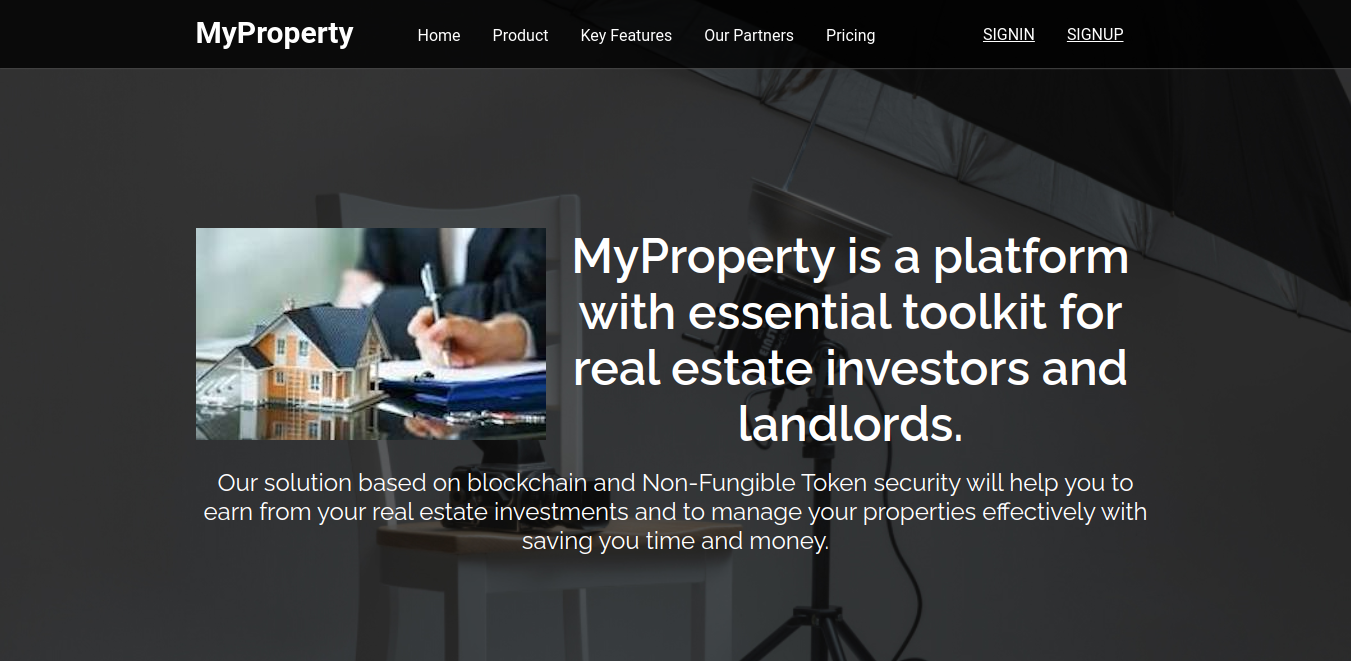 MyProperty
Home Product Key Features Our Partners Pricing SIGNIN SIGNUP
MyProperty is a platform
with essential toolkit for
real estate investors and
landlords.
Our solution based on blockchain and Non-Fungible Token security will help you to
earn from your real estate investments and to manage your properties effectively with
saving you time and money.